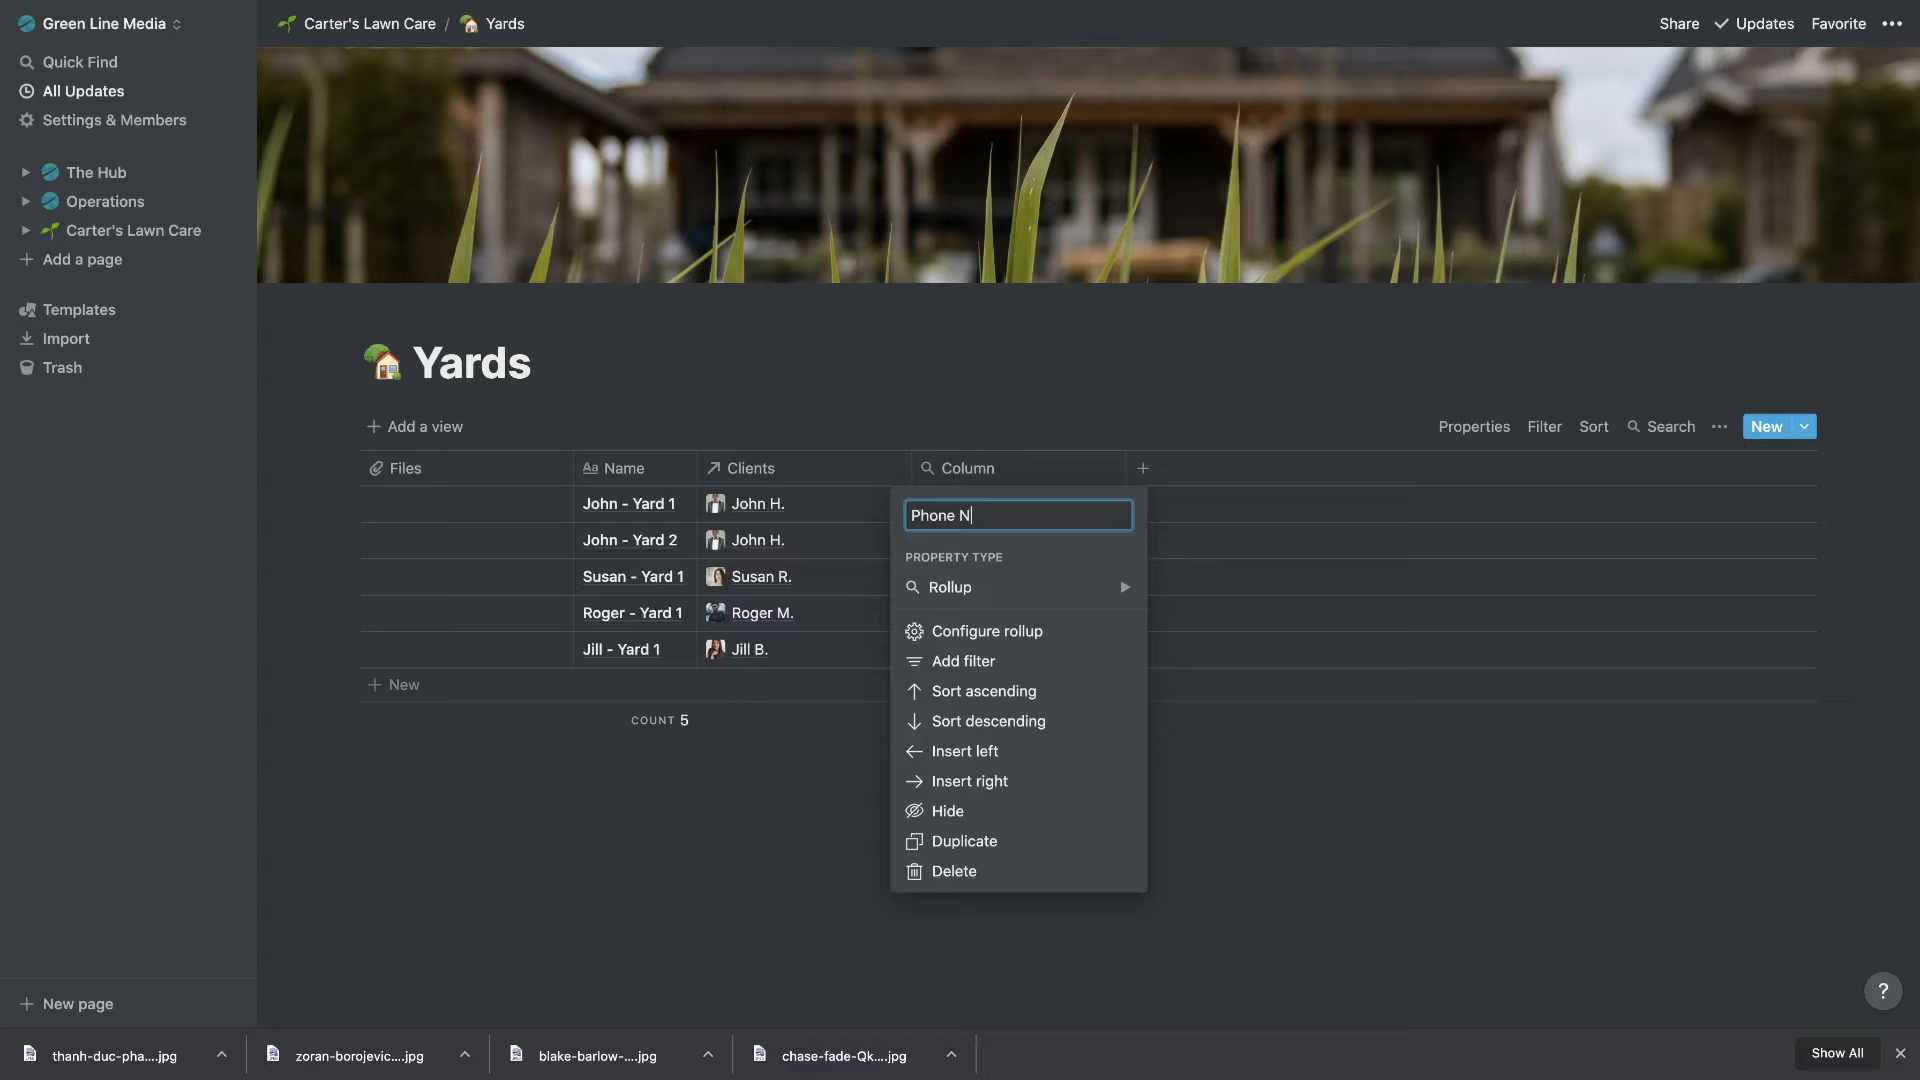 Green Line Media
Carter's Lawn Care / Yards
Share Updates Favorite
Quick Find
All Updates
Settings & Members
The Hub
Operations
Carter's Lawn Care
Add a page
Templates
Import
Trash
Yards
Add a view
Properties Filter Sort Search New
Files Aa Name Clients Column
John - Yard 1 John H.
John - Yard 2 John H.
Susan - Yard 1 Susan R.
Roger - Yard 1 Roger M.
Jill - Yard 1 Jill B.
New
COUNT 5
Phone N
PROPERTY TYPE
Rollup
Configure rollup
Add filter
Sort ascending
Sort descending
Insert left
Insert right
Hide
Duplicate
Delete
?
New page
thanh-duc-pha....jpg zoran-borojevic....jpg blake-barlow-....jpg chase-fade-Qk....jpg Show All